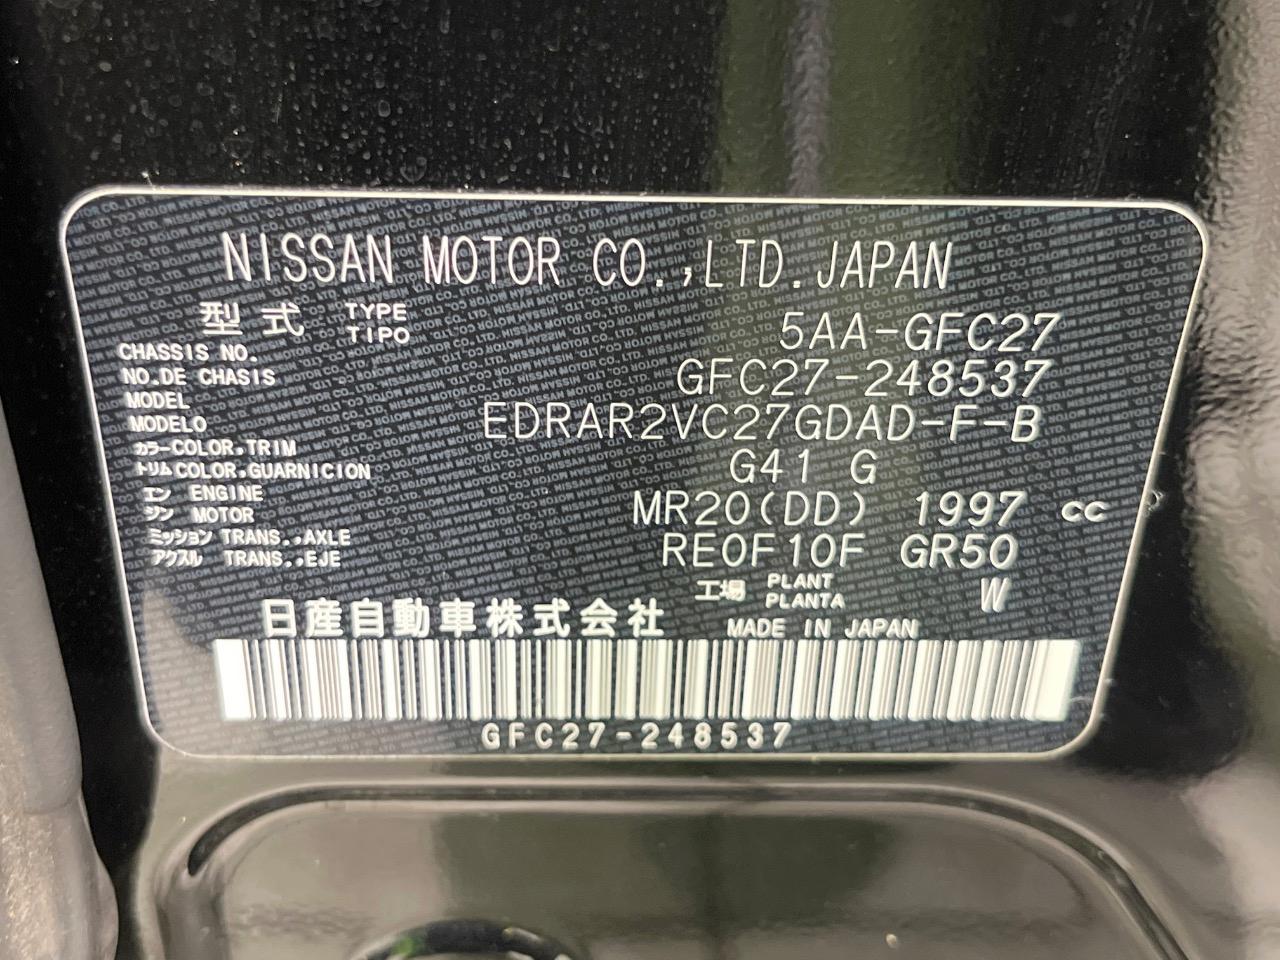 NISSAN MOTOR CO.,LTD.JAPAN
型式 TYPE TIPO 5AA-GFC27
CHASSIS NO.
NO.DE CHASIS GFC27-248537
MODEL
MODELO EDRAR2VC27GDAD-F-B
カラー COLOR,TRIM
トリム COLOR,GUARNICION G41 G
エン ENGINE
ジン MOTOR MR20(DD) 1997 cc
ミッション TRANS.,AXLE
アクスル TRANS.,EJE RE0F10F GR50
工場 PLANT PLANTA W
日産自動車株式会社 MADE IN JAPAN
GFC27-248537